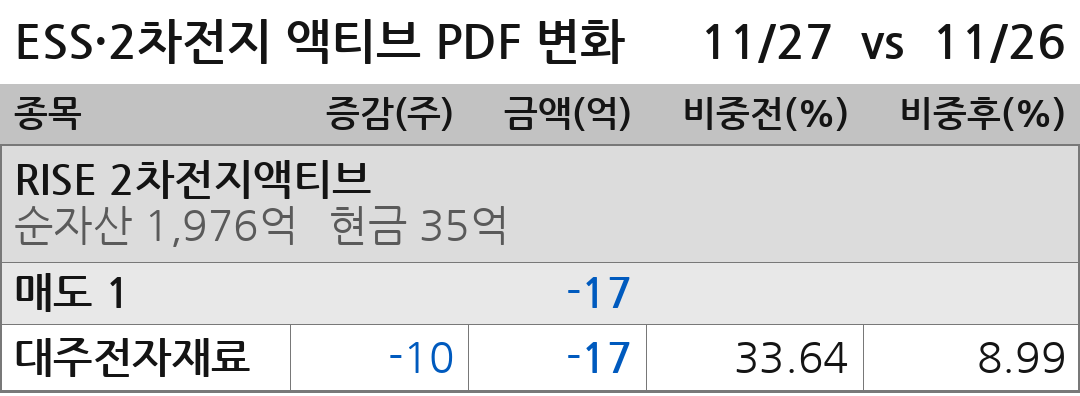 ESS·2차전지 액티브 PDF 변화 11/27 vs 11/26
종목 증감(주) 금액(억) 비중전(%) 비중후(%)
RISE 2차전지액티브
순자산 1,976억 현금 35억
매도 1 -17
대주전자재료 -10 -17 33.64 8.99